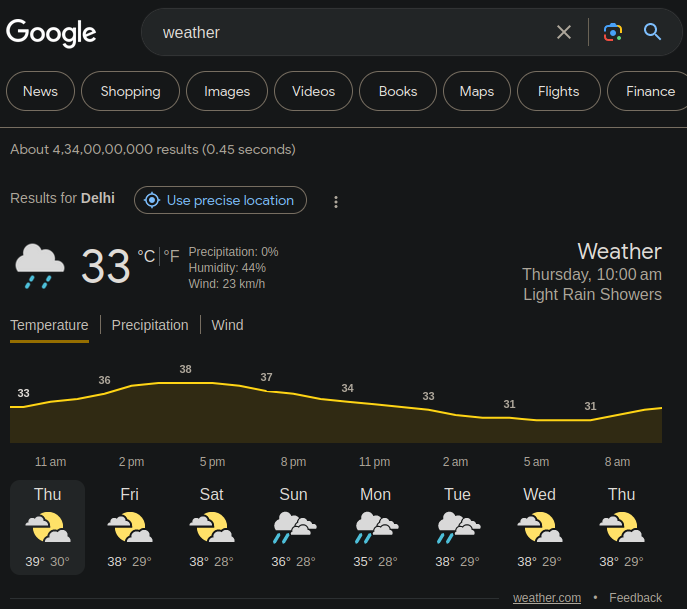 Google
weather
News Shopping Images Videos Books Maps Flights Finance
About 4,34,00,00,000 results (0.45 seconds)
Results for Delhi
Use precise location
33 °C °F
Precipitation: 0%
Humidity: 44%
Wind: 23 km/h
Weather
Thursday, 10:00 am
Light Rain Showers
Temperature Precipitation Wind
33 36 38 37 34 33 31 31
11 am 2 pm 5 pm 8 pm 11 pm 2 am 5 am 8 am
Thu Fri Sat Sun Mon Tue Wed Thu
39° 30° 38° 29° 38° 28° 36° 28° 35° 28° 38° 29° 38° 29° 38° 29°
weather.com • Feedback